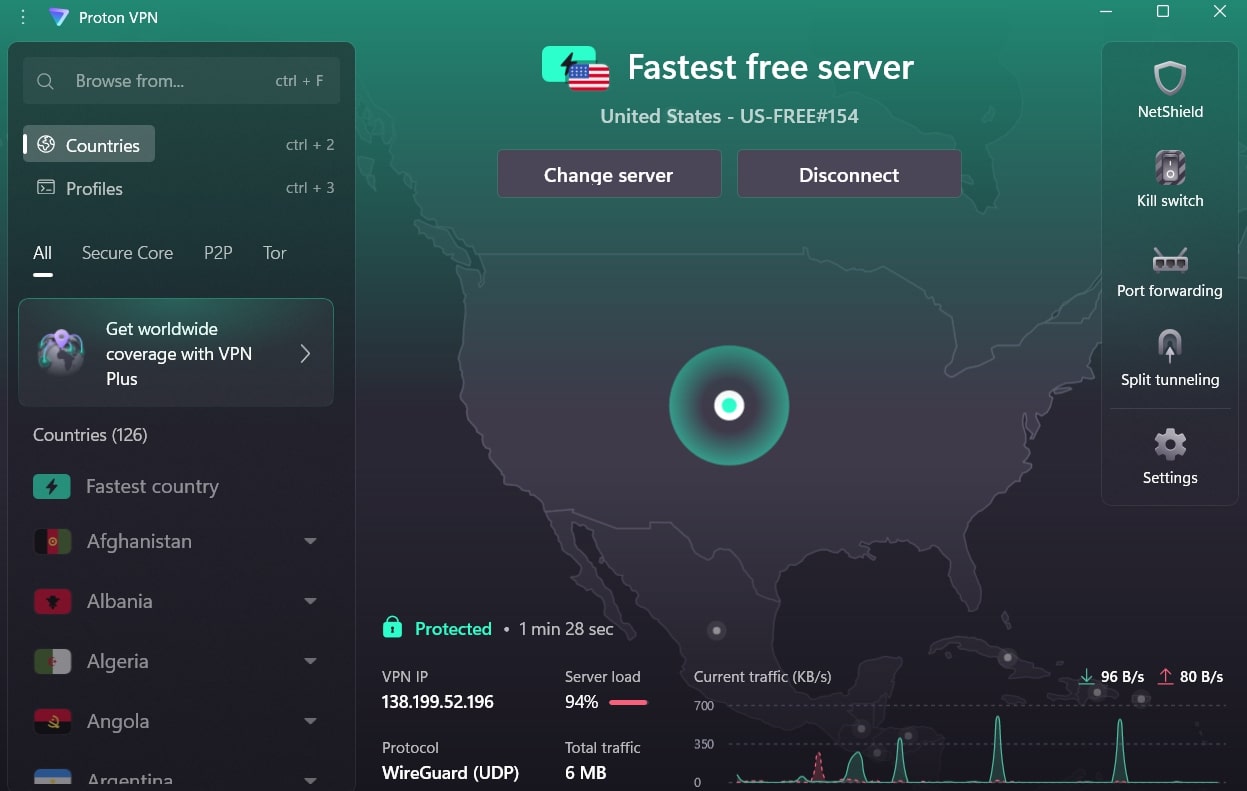 Proton VPN
Browse from... ctrl + F
Countries ctrl + 2
Profiles ctrl + 3
All Secure Core P2P Tor
Get worldwide
coverage with VPN
Plus
Countries (126)
Fastest country
Afghanistan
Albania
Algeria
Angola
Argentina
Fastest free server
United States - US-FREE#154
Change server Disconnect
Protected • 1 min 28 sec
VPN IP
138.199.52.196
Server load
94%
Protocol
WireGuard (UDP)
Total traffic
6 MB
Current traffic (KB/s)
96 B/s 80 B/s
700
350
0
NetShield
Kill switch
Port forwarding
Split tunneling
Settings